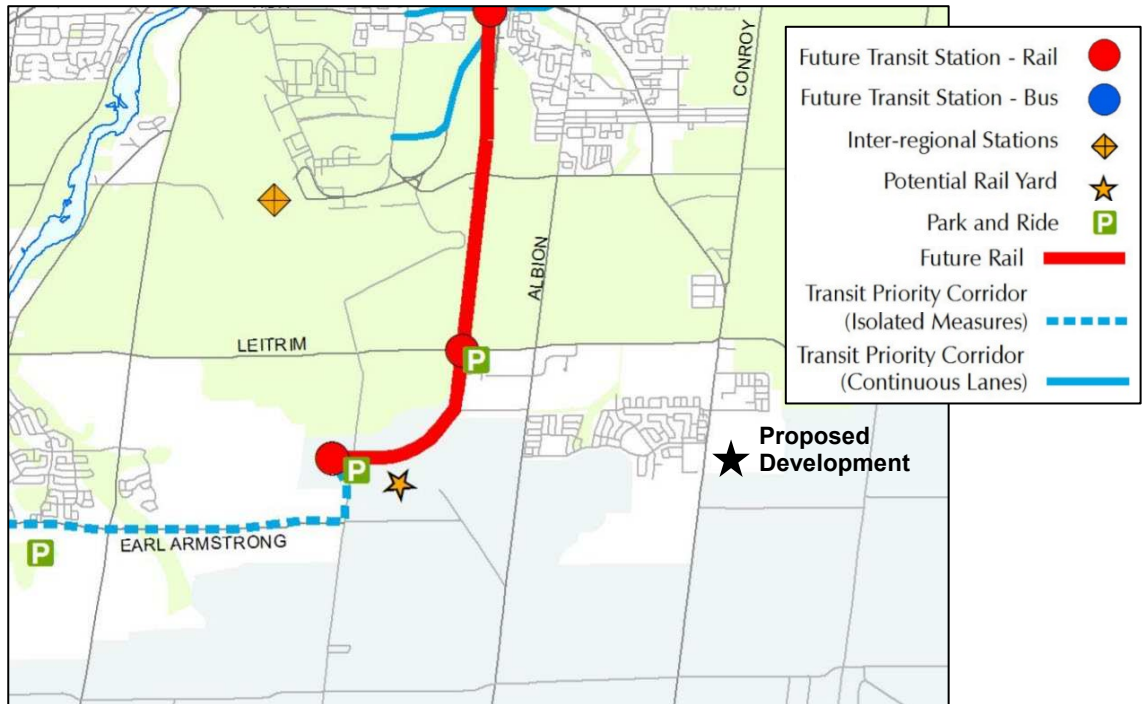 CONROY
ALBION
LEITRIM
EARL ARMSTRONG
P
P
P
Proposed
Development
Future Transit Station - Rail
Future Transit Station - Bus
Inter-regional Stations
Potential Rail Yard
Park and Ride
P
Future Rail
Transit Priority Corridor
(Isolated Measures)
Transit Priority Corridor
(Continuous Lanes)